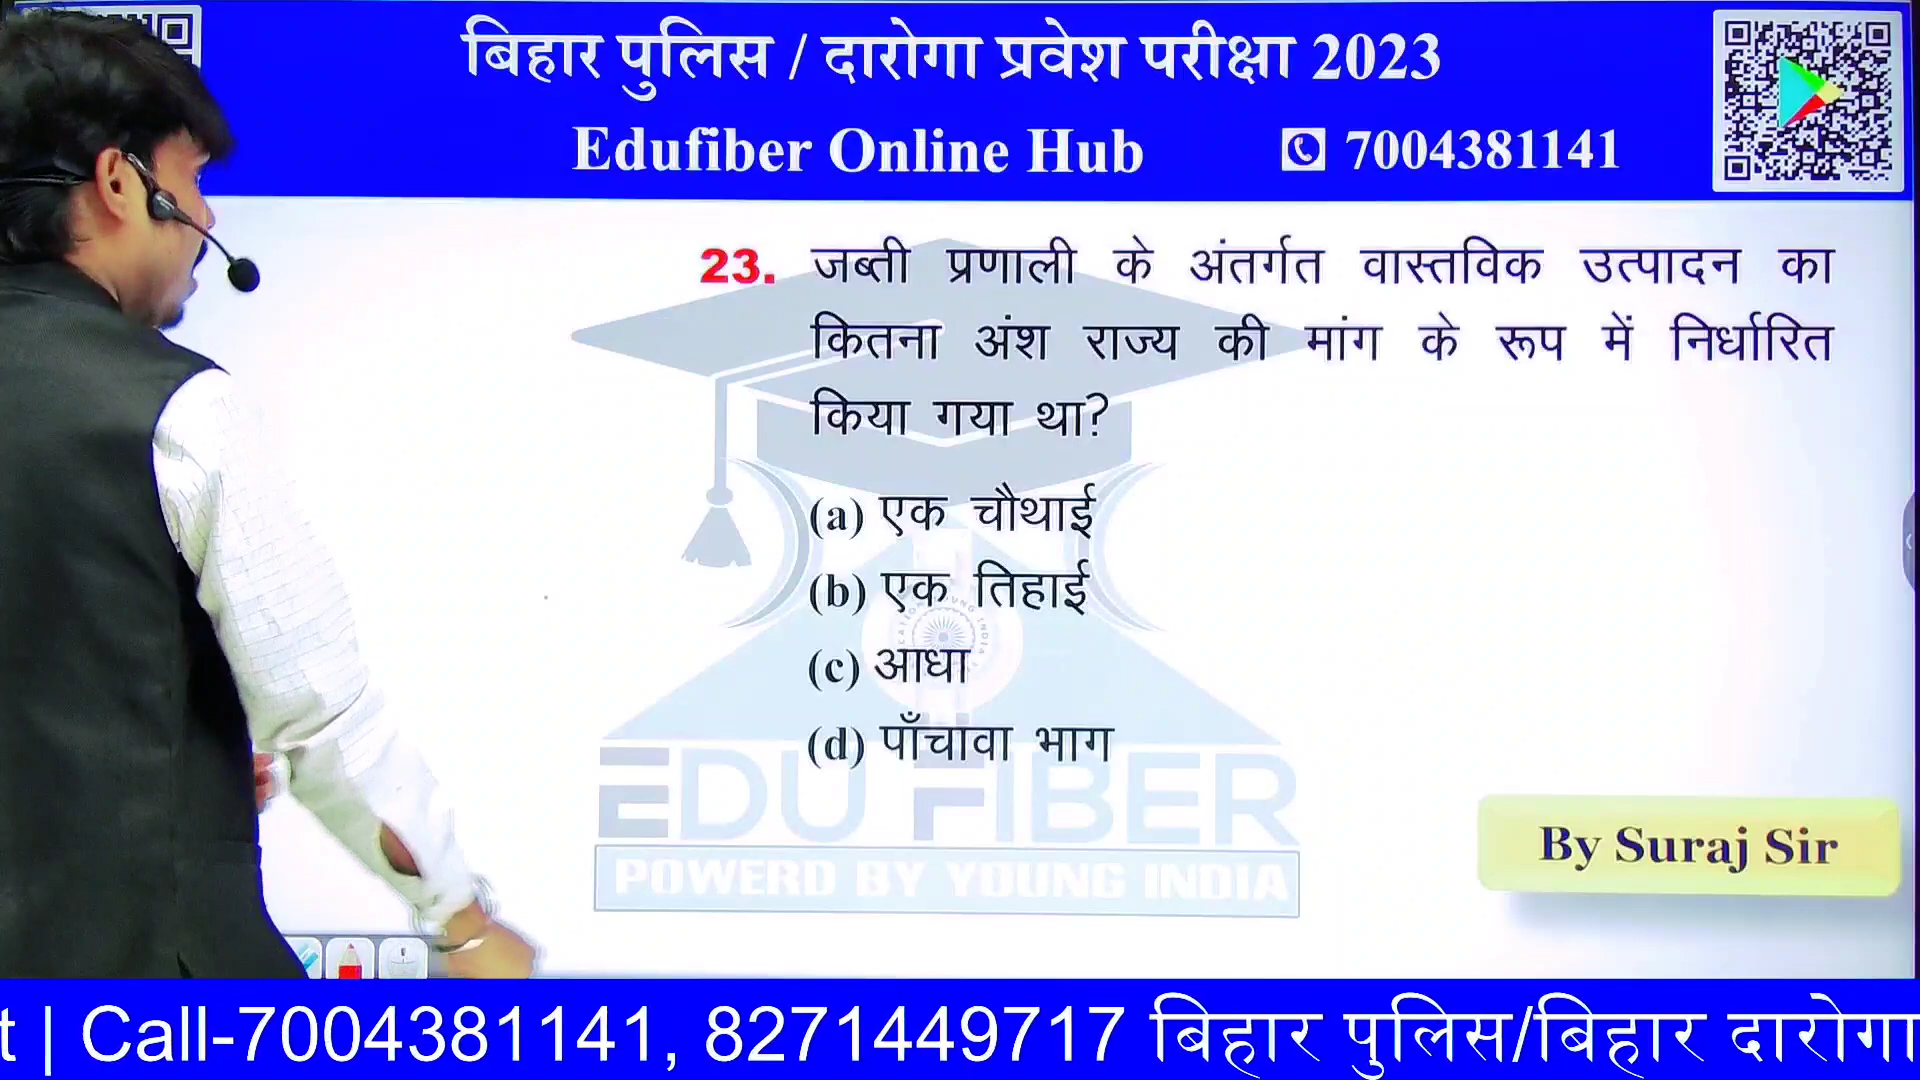 बिहार पुलिस / दारोगा प्रवेश परीक्षा 2023
Edufiber Online Hub 7004381141
23. जब्ती प्रणाली के अंतर्गत वास्तविक उत्पादन का
कितना अंश राज्य की मांग के रूप में निर्धारित
किया गया था?
(a) एक चौथाई
(b) एक तिहाई
(c) आधा
(d) पाँचावा भाग
EDU FIBER
POWERD BY YOUNG INDIA
By Suraj Sir
t | Call-7004381141, 8271449717 बिहार पुलिस/बिहार दारोगा